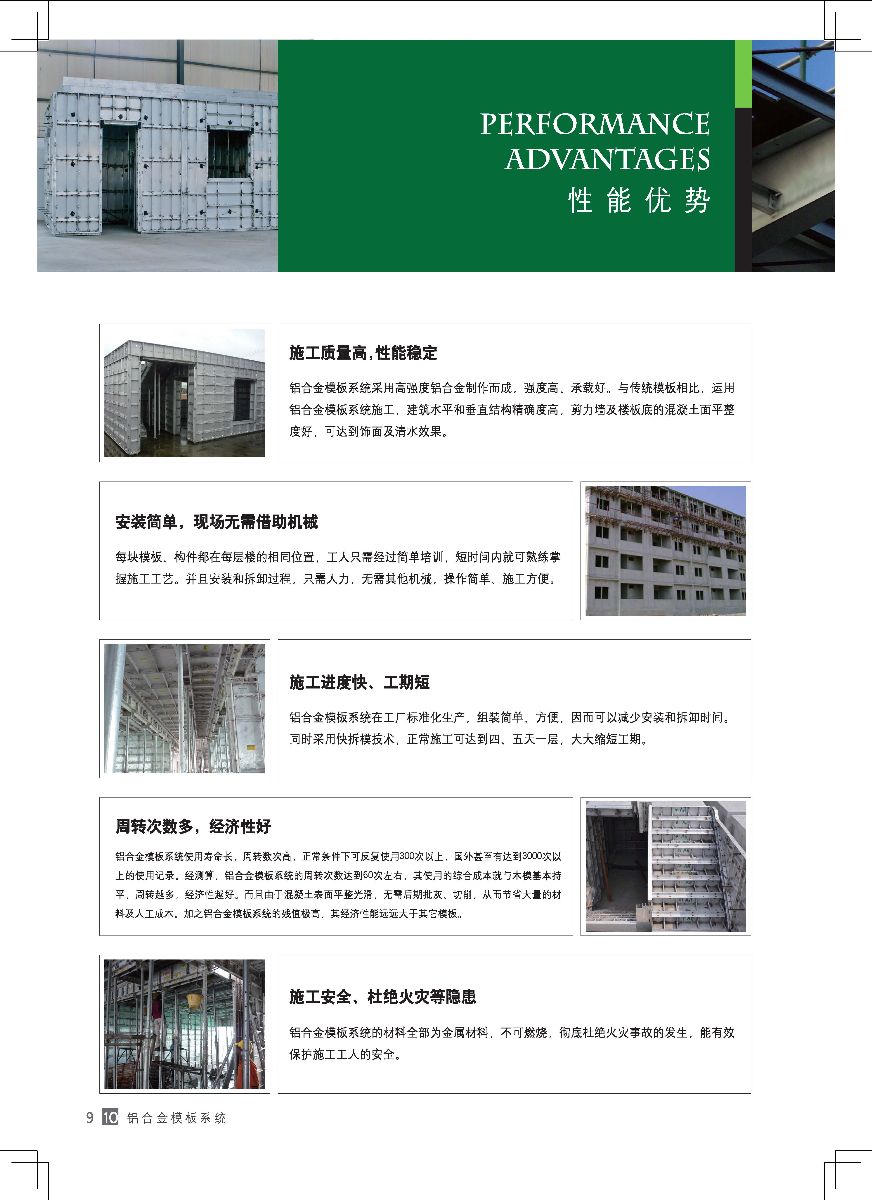 PERFORMANCE
ADVANTAGES
性能优势
施工质量高,性能稳定
铝合金模板系统采用高强度铝合金制作而成，强度高、承载好。与传统模板相比，运用
铝合金模板系统施工，建筑水平和垂直结构精确度高，剪力墙及楼板底的混凝土面平整
度好，可达到饰面及清水效果。
安装简单，现场无需借助机械
每块模板、构件都在每层楼的相同位置，工人只需经过简单培训，短时间内就可熟练掌
握施工工艺。并且安装和拆卸过程，只需人力，无需其他机械，操作简单、施工方便。
施工进度快、工期短
铝合金模板系统在工厂标准化生产，组装简单、方便，因而可以减少安装和拆卸时间。
同时采用快拆模技术，正常施工可达到四、五天一层，大大缩短工期。
周转次数多，经济性好
铝合金模板系统使用寿命长，周转数次高，正常条件下可反复使用300次以上，国外甚至有达到3000次以
上的使用记录。经测算，铝合金模板系统的周转次数达到60次左右，其使用的综合成本就与木模基本持
平，周转越多，经济性越好。而且由于混凝土表面平整光滑，无需后期批灰、切削，从而节省大量的材
料及人工成本。加之铝合金模板系统的残值极高，其经济性能远远大于其它模板。
施工安全、杜绝火灾等隐患
铝合金模板系统的材料全部为金属材料，不可燃烧，彻底杜绝火灾事故的发生，能有效
保护施工工人的安全。
9 10 铝合金模板系统